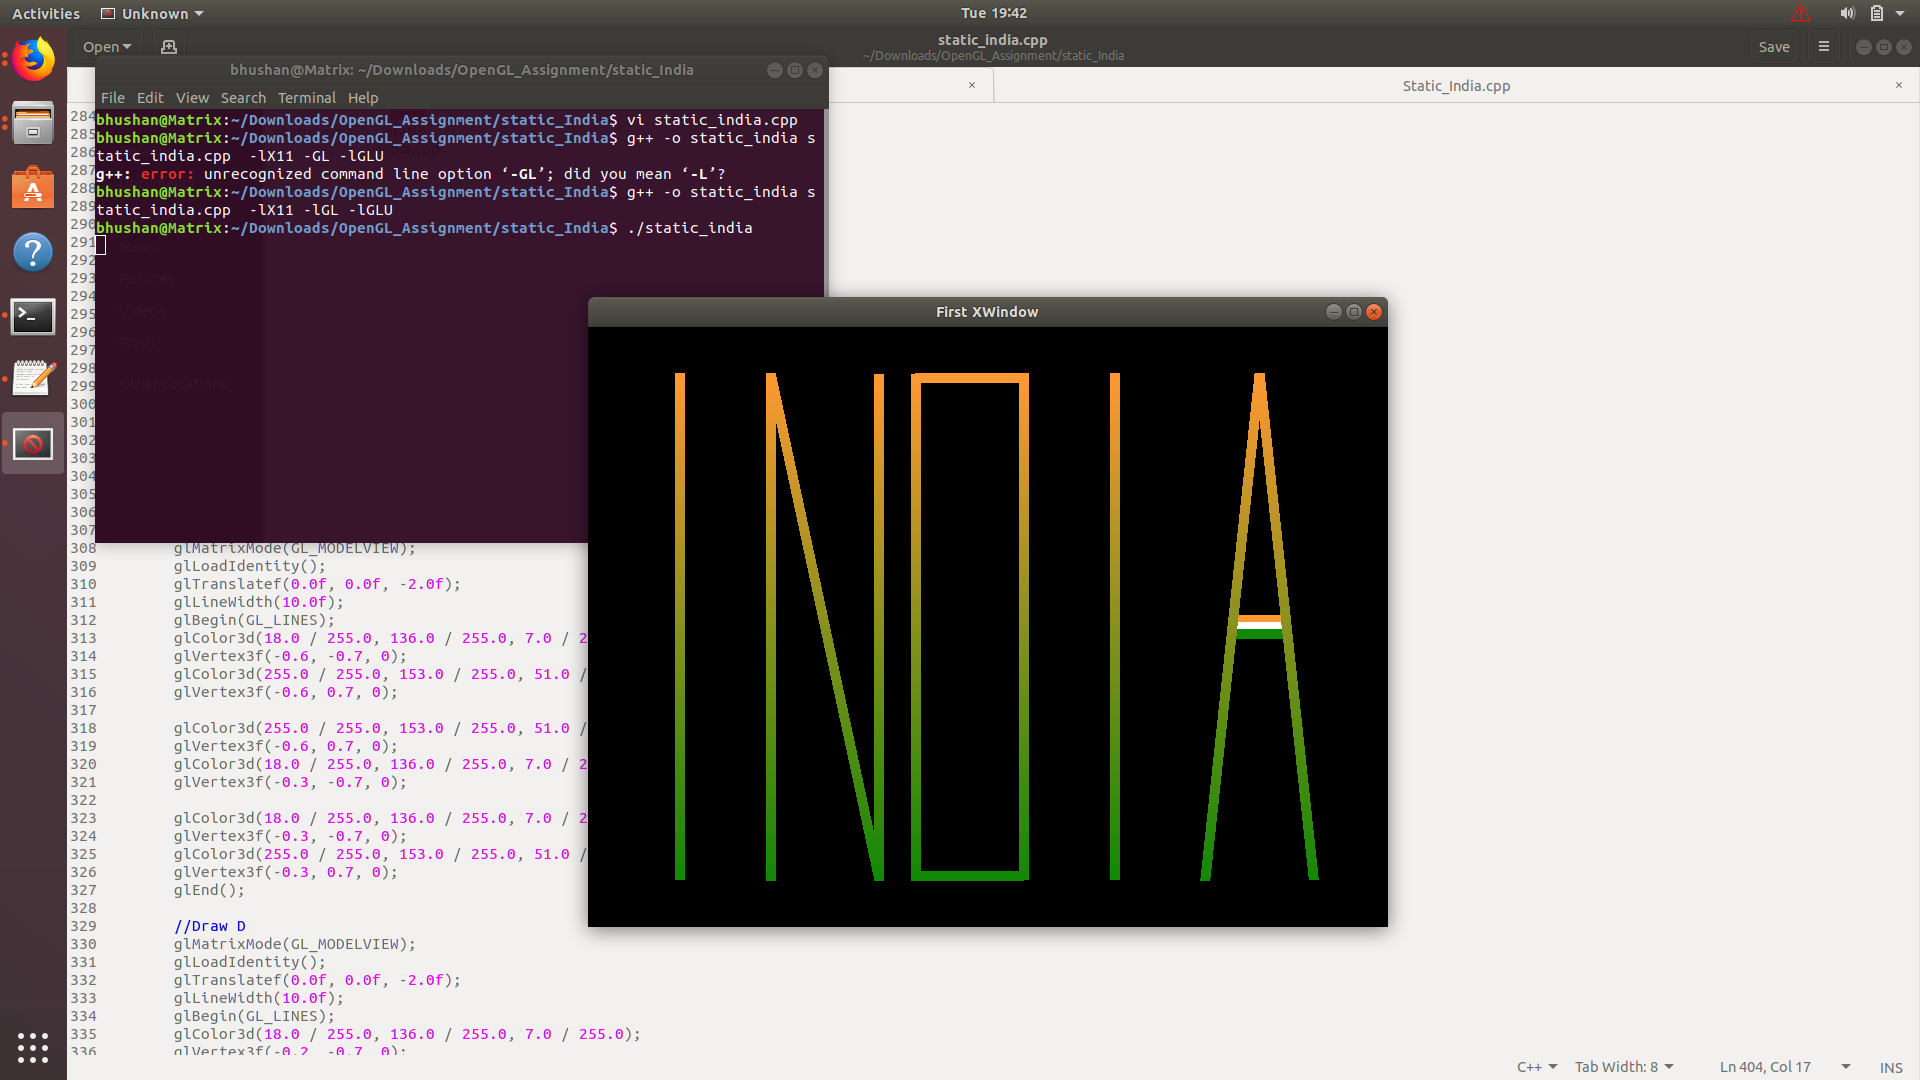 Activities
Unknown
Tue 19:42
Open
static_india.cpp
~/Downloads/OpenGL_Assignment/static_India
Save
bhushan@Matrix: ~/Downloads/OpenGL_Assignment/static_India
Static_India.cpp
File Edit View Search Terminal Help
bhushan@Matrix:~/Downloads/OpenGL_Assignment/static_India$ vi static_india.cpp
bhushan@Matrix:~/Downloads/OpenGL_Assignment/static_India$ g++ -o static_india s
tatic_india.cpp  -lX11 -GL -lGLU
g++: error: unrecognized command line option ‘-GL’; did you mean ‘-L’?
bhushan@Matrix:~/Downloads/OpenGL_Assignment/static_India$ g++ -o static_india s
tatic_india.cpp  -lX11 -lGL -lGLU
bhushan@Matrix:~/Downloads/OpenGL_Assignment/static_India$ ./static_india
Music
Pictures
Videos
Trash
Other Locations
First XWindow
INDIA
284
285
286
287
288
289
290
291
292
293
294
295
296
297
298
299
300
301
302
303
304
305
306
307
308 glMatrixMode(GL_MODELVIEW);
309 glLoadIdentity();
310 glTranslatef(0.0f, 0.0f, -2.0f);
311 glLineWidth(10.0f);
312 glBegin(GL_LINES);
313 glColor3d(18.0 / 255.0, 136.0 / 255.0, 7.0 / 2
314 glVertex3f(-0.6, -0.7, 0);
315 glColor3d(255.0 / 255.0, 153.0 / 255.0, 51.0 /
316 glVertex3f(-0.6, 0.7, 0);
317
318 glColor3d(255.0 / 255.0, 153.0 / 255.0, 51.0 /
319 glVertex3f(-0.6, 0.7, 0);
320 glColor3d(18.0 / 255.0, 136.0 / 255.0, 7.0 / 2
321 glVertex3f(-0.3, -0.7, 0);
322
323 glColor3d(18.0 / 255.0, 136.0 / 255.0, 7.0 / 2
324 glVertex3f(-0.3, -0.7, 0);
325 glColor3d(255.0 / 255.0, 153.0 / 255.0, 51.0 /
326 glVertex3f(-0.3, 0.7, 0);
327 glEnd();
328
329 //Draw D
330 glMatrixMode(GL_MODELVIEW);
331 glLoadIdentity();
332 glTranslatef(0.0f, 0.0f, -2.0f);
333 glLineWidth(10.0f);
334 glBegin(GL_LINES);
335 glColor3d(18.0 / 255.0, 136.0 / 255.0, 7.0 / 255.0);
336 glVertex3f(-0.2, -0.7, 0);
C++ Tab Width: 8 Ln 404, Col 17 INS